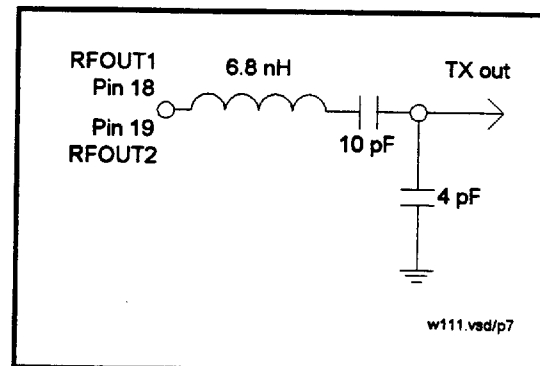 RFOUT1
Pin 18
Pin 19
RFOUT2
6.8 nH
10 pF
TX out
4 pF
w111.vsd/p7